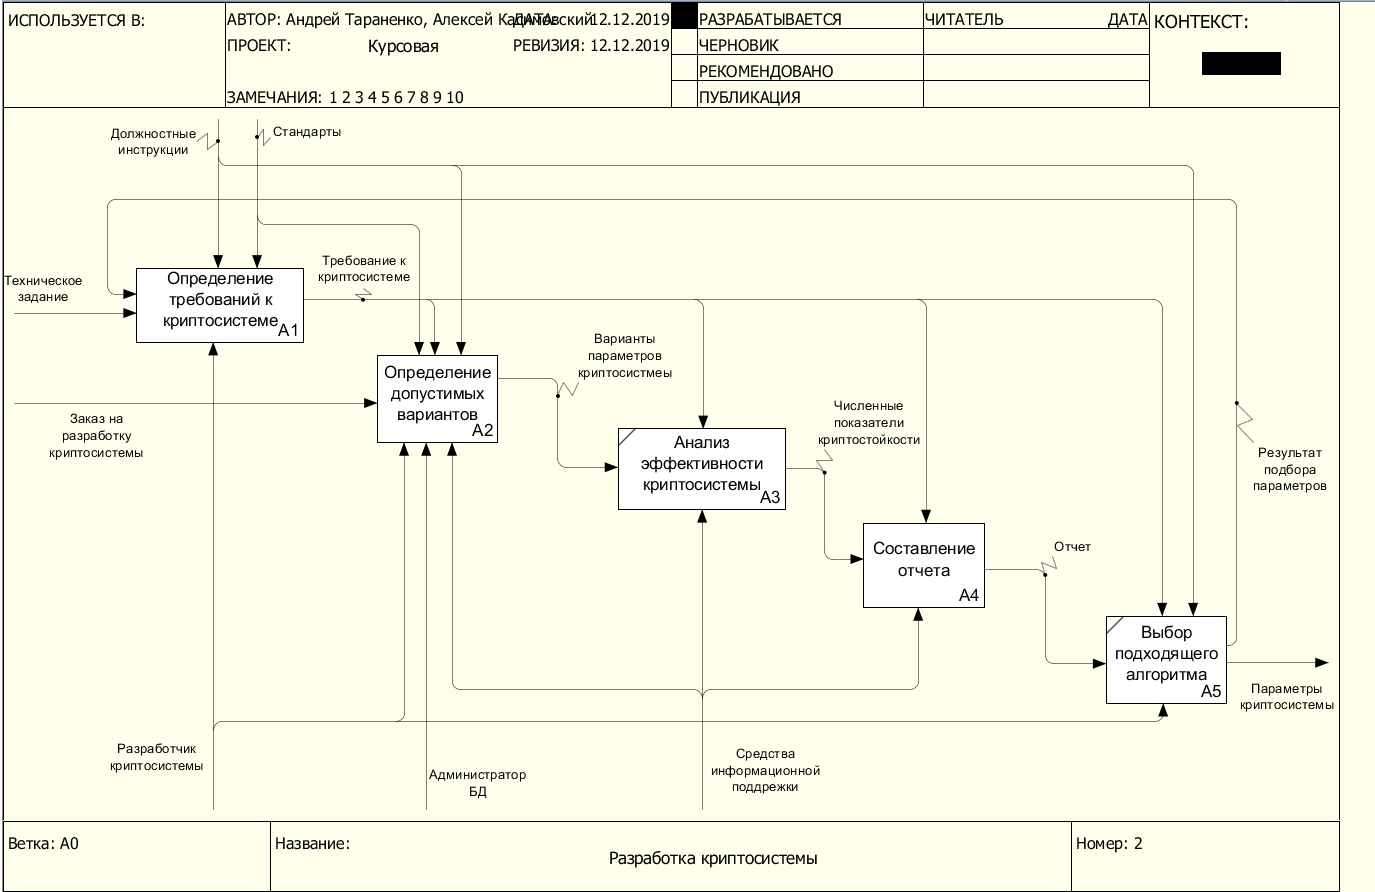 ИСПОЛЬЗУЕТСЯ В:
АВТОР: Андрей Тараненко, Алексей
ДАТА: 12.12.2019
РАЗРАБАТЫВАЕТСЯ
ЧИТАТЕЛЬ
ДАТА
КОНТЕКСТ:
ПРОЕКТ: Курсовая
РЕВИЗИЯ: 12.12.2019
ЧЕРНОВИК
РЕКОМЕНДОВАНО
ЗАМЕЧАНИЯ: 1 2 3 4 5 6 7 8 9 10
ПУБЛИКАЦИЯ
Должностные
инструкции
Стандарты
Техническое
задание
Определение
требований к
криптосистеме
A1
Требование к
криптосистеме
Заказ на
разработку
криптосистемы
Определение
допустимых
вариантов
A2
Варианты
параметров
криптосистмеы
Анализ
эффективности
криптосистемы
A3
Численные
показатели
криптостойкости
Составление
отчета
A4
Отчет
Результат
подбора
параметров
Выбор
подходящего
алгоритма
A5
Параметры
криптосистемы
Разработчик
криптосистемы
Администратор
БД
Средства
информационной
поддрежки
Ветка: A0
Название:
Разработка криптосистемы
Номер: 2